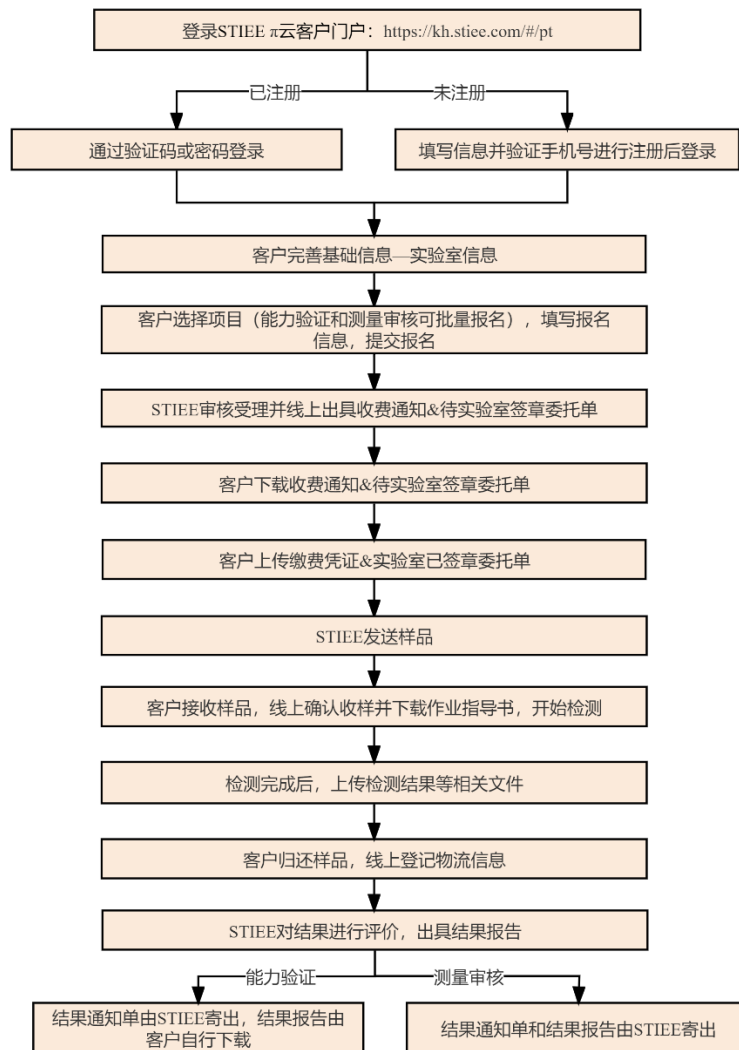 登录STIEE π云客户门户：https://kh.stiee.com/#/pt
已注册
未注册
通过验证码或密码登录
填写信息并验证手机号进行注册后登录
客户完善基础信息—实验室信息
客户选择项目（能力验证和测量审核可批量报名），填写报名
信息，提交报名
STIEE审核受理并线上出具收费通知&待实验室签章委托单
客户下载收费通知&待实验室签章委托单
客户上传缴费凭证&实验室已签章委托单
STIEE发送样品
客户接收样品，线上确认收样并下载作业指导书，开始检测
检测完成后，上传检测结果等相关文件
客户归还样品，线上登记物流信息
STIEE对结果进行评价，出具结果报告
能力验证
测量审核
结果通知单由STIEE寄出，结果报告由
客户自行下载
结果通知单和结果报告由STIEE寄出